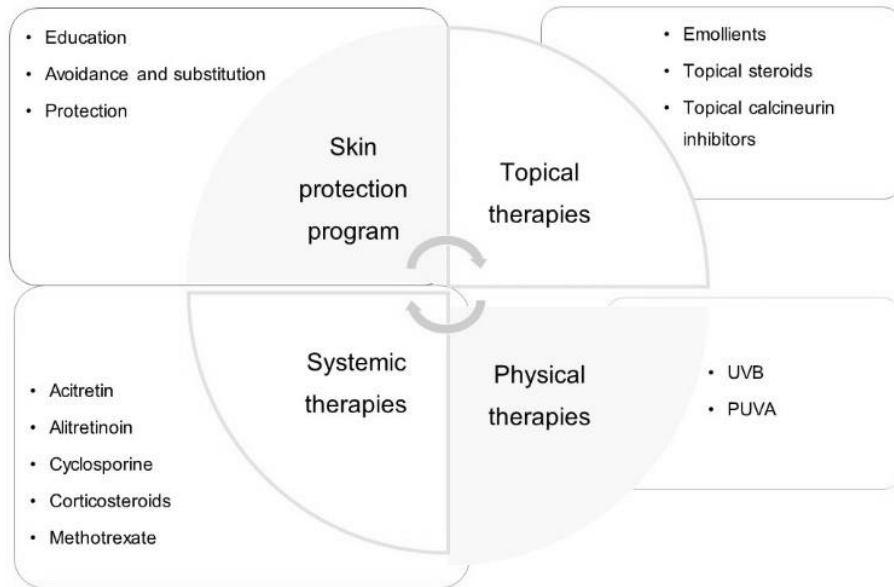 • Education
• Avoidance and substitution
• Protection
Skin
protection
program
• Emollients
• Topical steroids
• Topical calcineurin
inhibitors
Topical
therapies
• Acitretin
• Alitretinoin
• Cyclosporine
• Corticosteroids
• Methotrexate
Systemic
therapies
Physical
therapies
• UVB
• PUVA